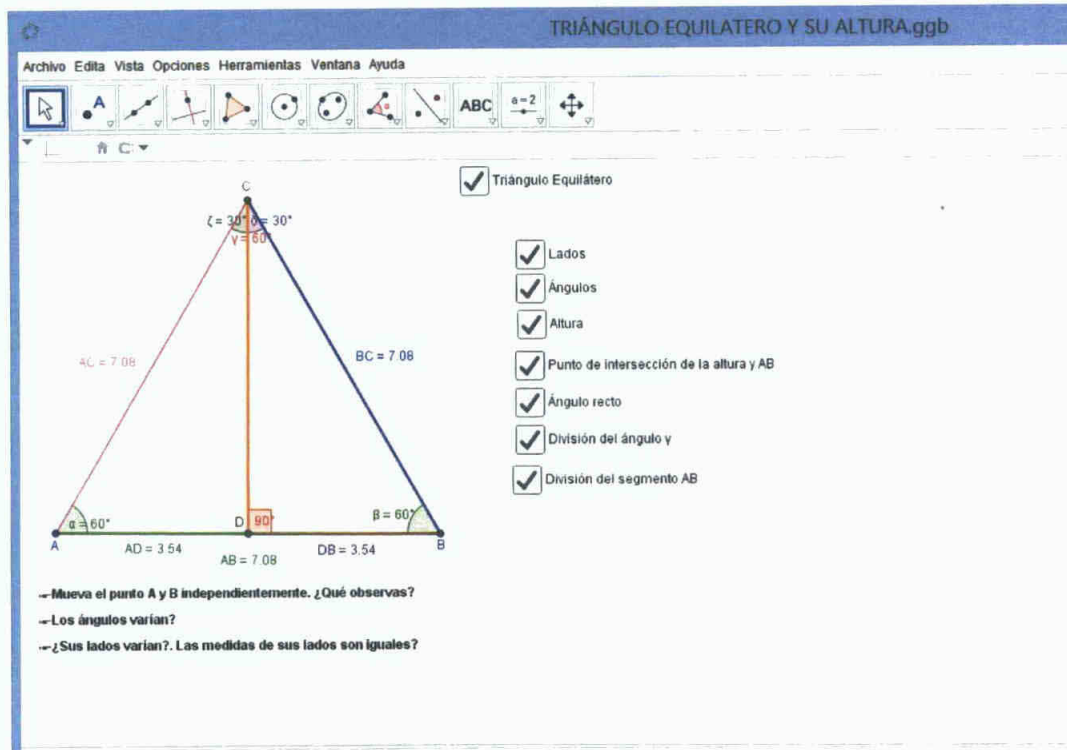 TRIÁNGULO EQUILATERO Y SU ALTURA.ggb
Archivo Edita Vista Opciones Herramientas Ventana Ayuda
A
ABC
a = 2
Triángulo Equilátero
Lados
Ángulos
Altura
Punto de intersección de la altura y AB
Ángulo recto
División del ángulo γ
División del segmento AB
C
ζ = 30° δ = 30°
γ = 60°
AC = 7.08
BC = 7.08
α = 60°
D
90°
β = 60°
A
AD = 3.54
AB = 7.08
DB = 3.54
B
--Mueva el punto A y B independientemente. ¿Qué observas?
--Los ángulos varían?
--¿Sus lados varían?. Las medidas de sus lados son iguales?